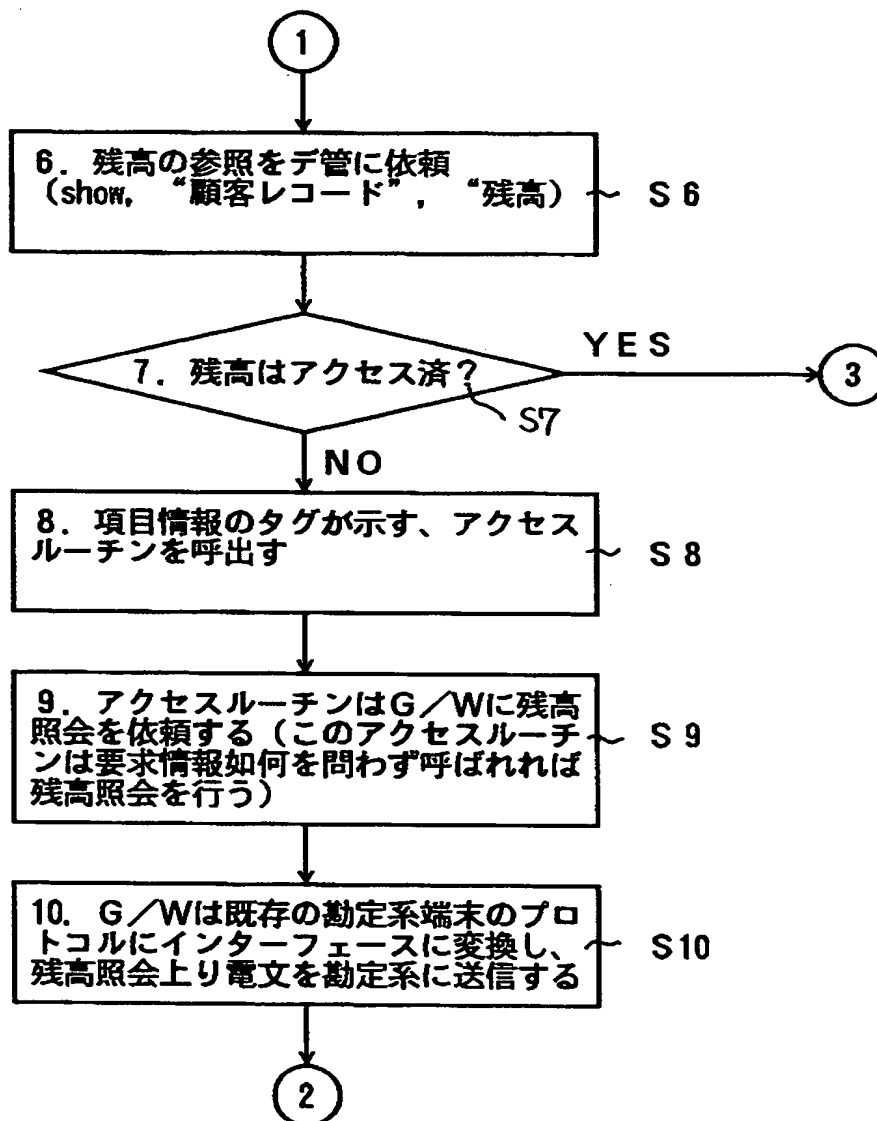 1
6. 残高の参照をデ管に依頼
(show, “顧客レコード”, “残高)
S6
7. 残高はアクセス済?
YES
3
S7
NO
8. 項目情報のタグが示す、アクセス
ルーチンを呼出す
S8
9. アクセスルーチンはG/Wに残高
照会を依頼する(このアクセスルーチ
ンは要求情報如何を問わず呼ばれれば
残高照会を行う)
S9
10. G/Wは既存の勘定系端末のプロ
トコルにインターフェースに変換し、
残高照会上り電文を勘定系に送信する
S10
2